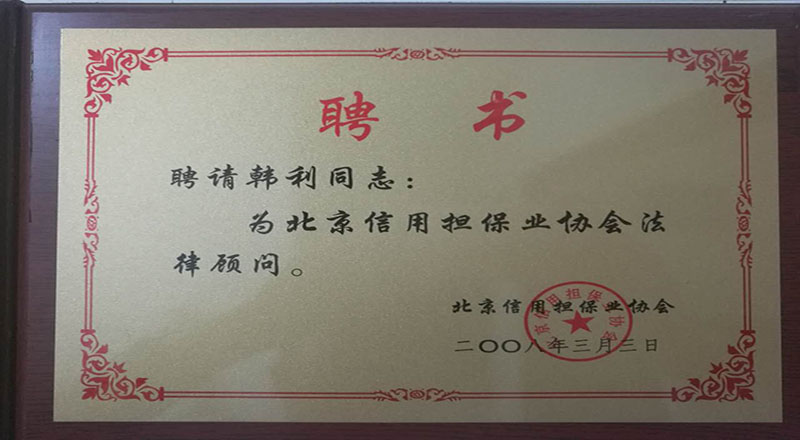 聘 书
聘请韩利同志：
为北京信用担保业协会法
律顾问。
北京信用担保业协会
二〇〇八年三月三日